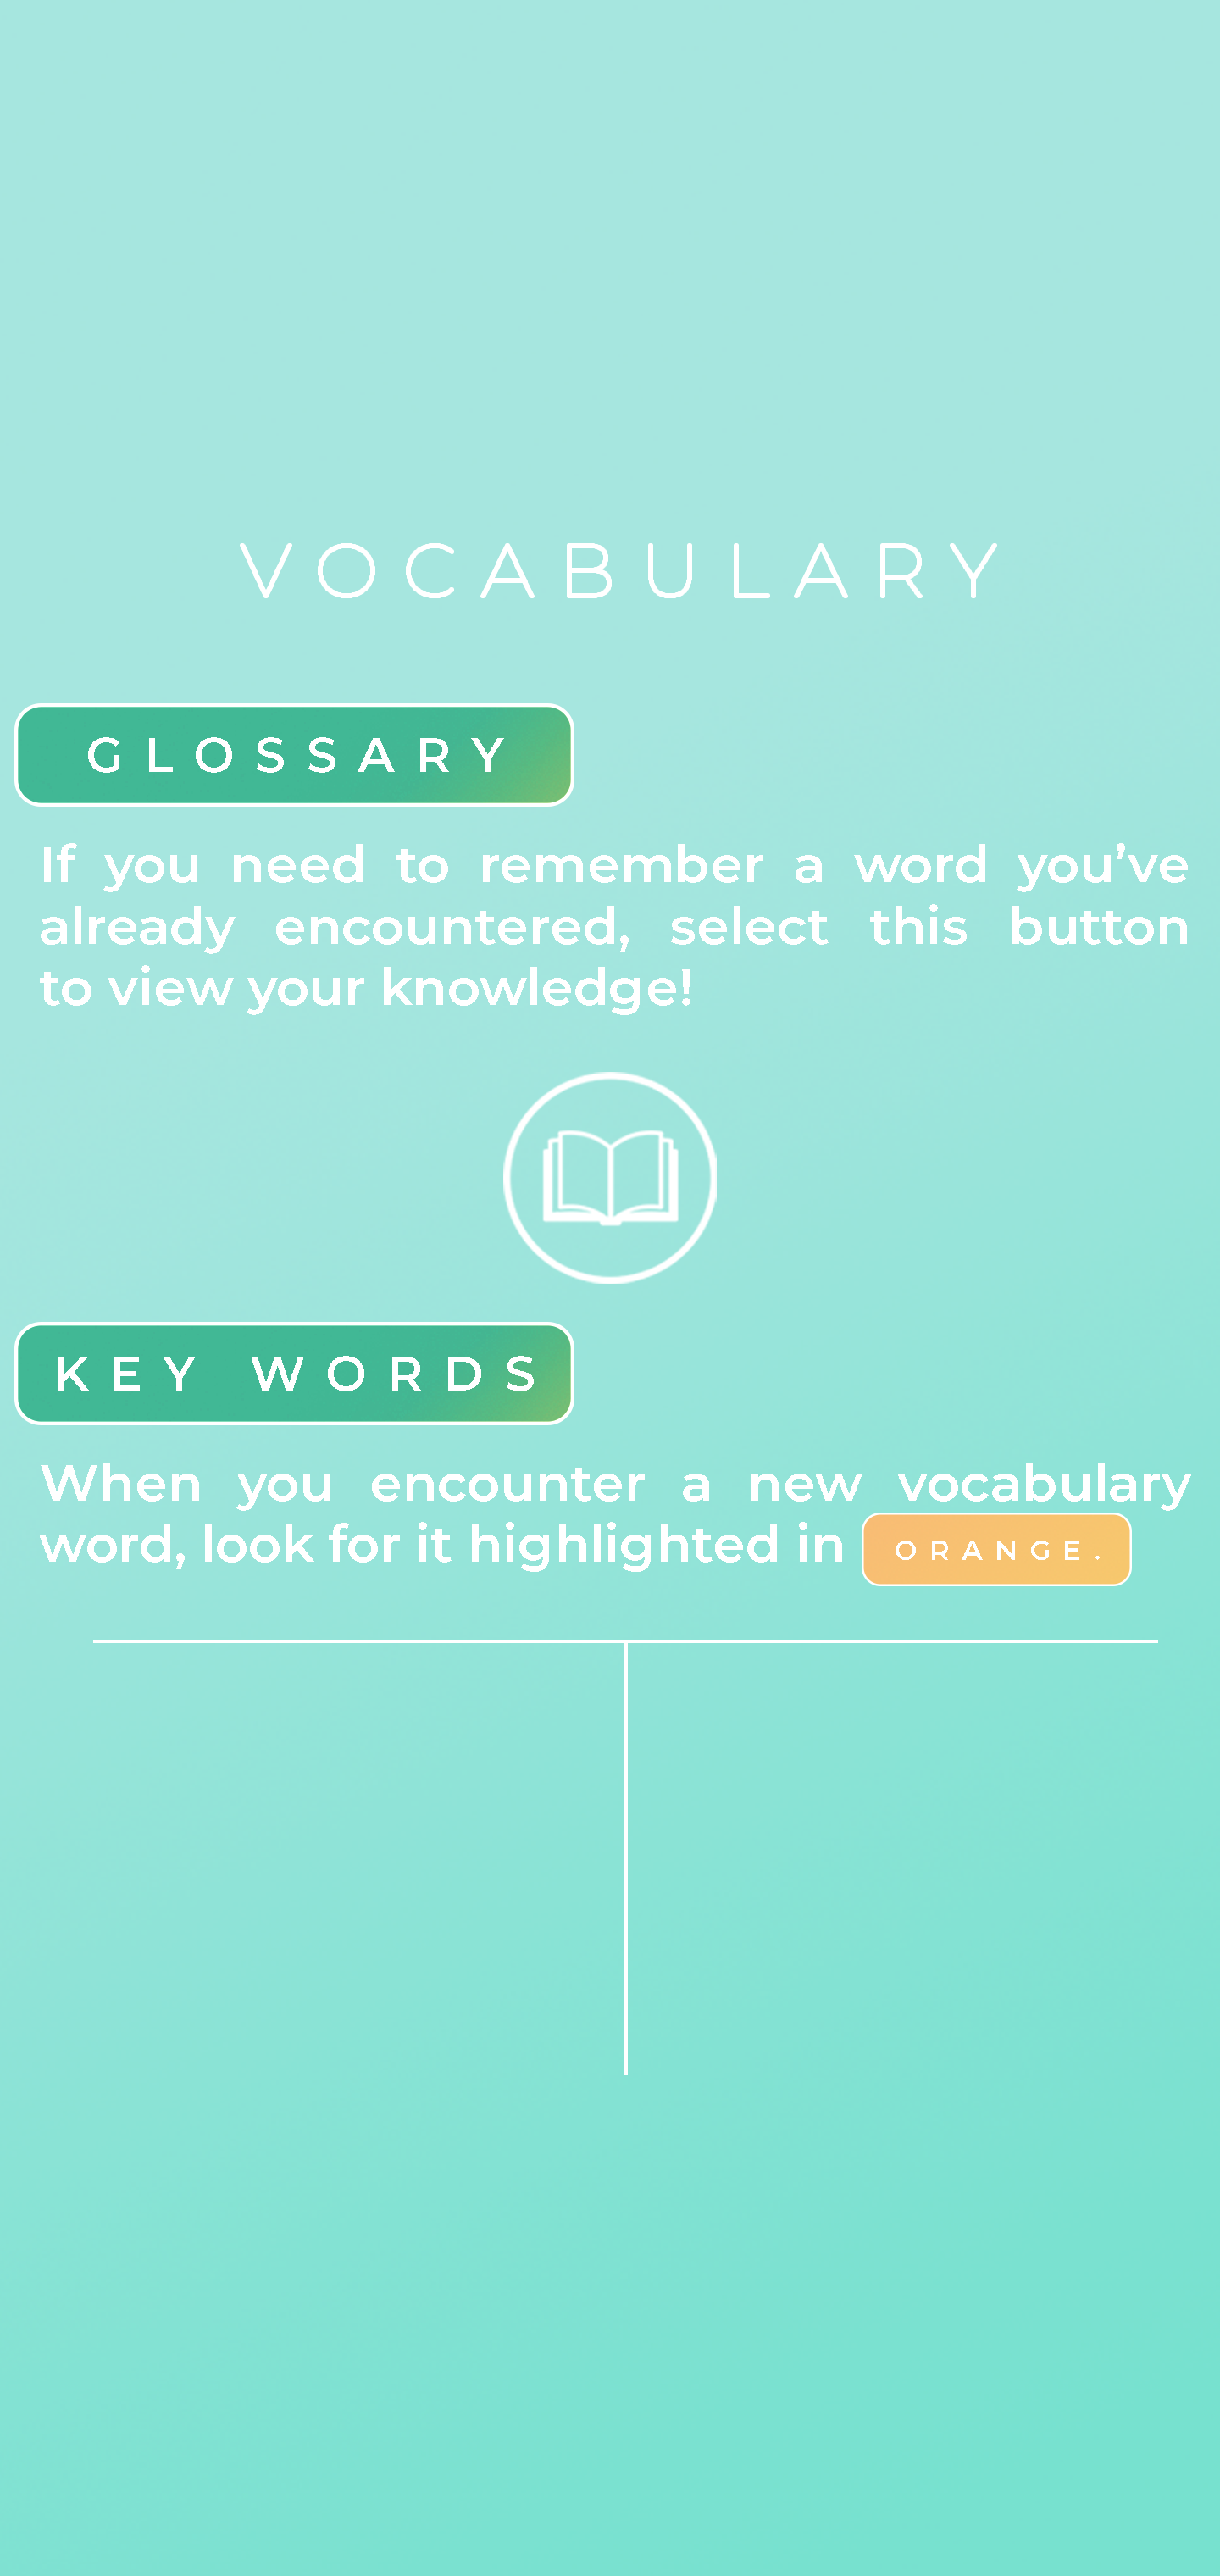 VOCABULARY
GLOSSARY
If you need to remember a word you’ve
already encountered, select this button
to view your knowledge!
KEY WORDS
When you encounter a new vocabulary
word, look for it highlighted in ORANGE.